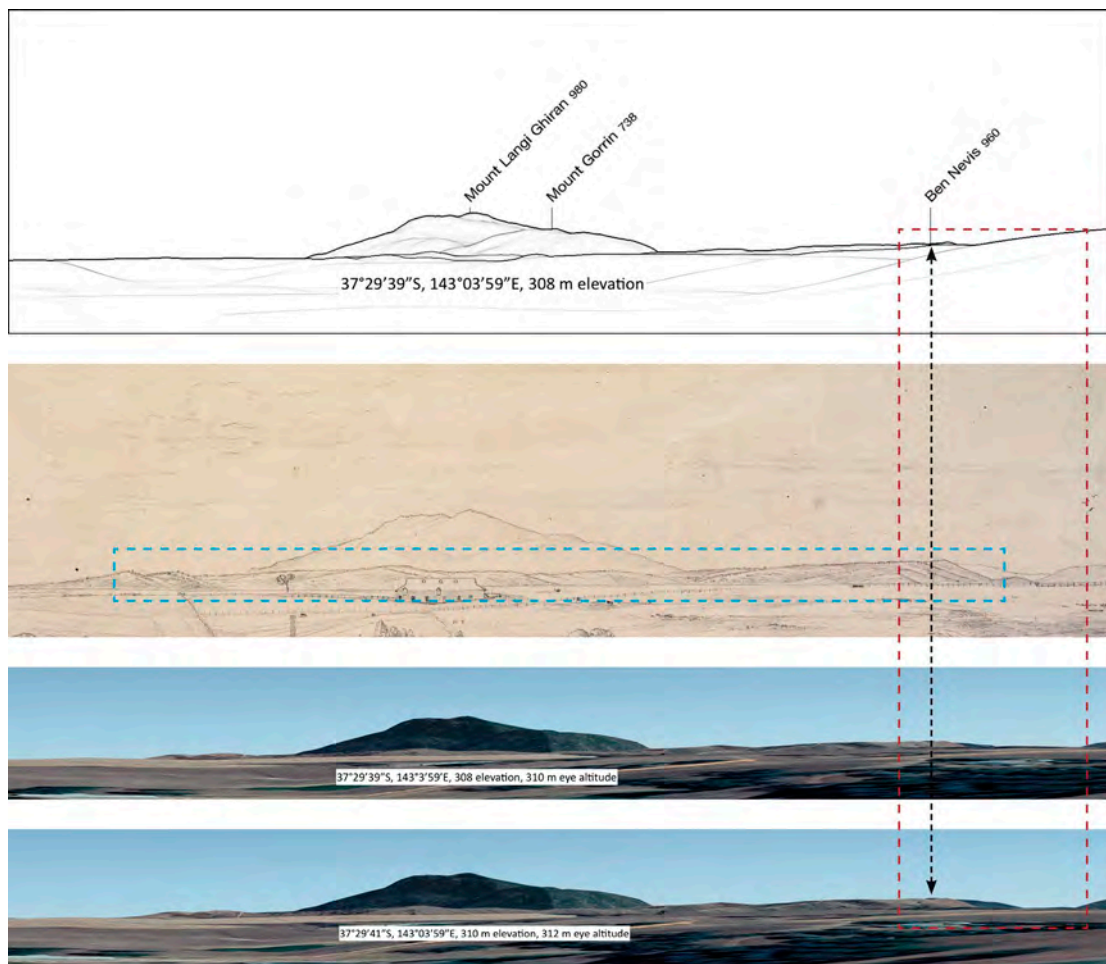 Mount Langi Ghiran 980
Mount Gorrin 738
Ben Nevis 960
37°29′39″S, 143°03′59″E, 308 m elevation
37°29′39″S, 143°3′59″E, 308 elevation, 310 m eye altitude
37°29′41″S, 143°03′59″E, 310 m elevation, 312 m eye altitude